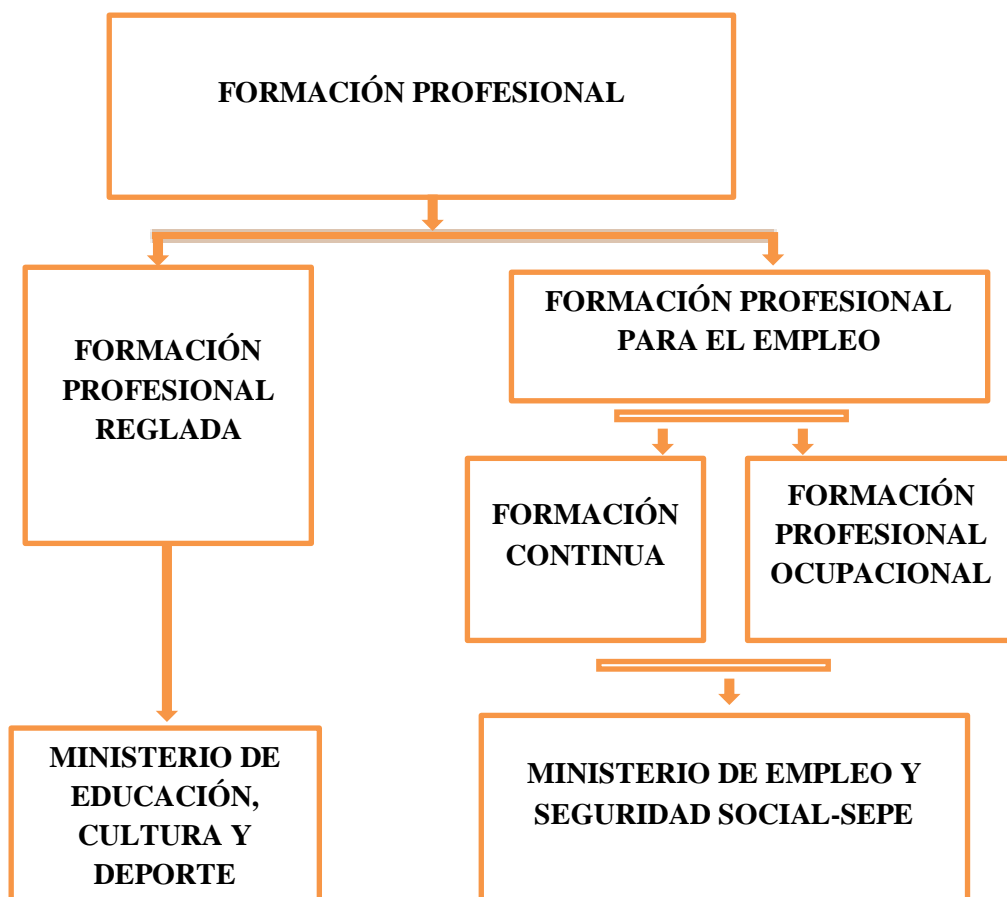 FORMACIÓN PROFESIONAL
FORMACIÓN
PROFESIONAL
REGLADA
FORMACIÓN PROFESIONAL
PARA EL EMPLEO
FORMACIÓN
CONTINUA
FORMACIÓN
PROFESIONAL
OCUPACIONAL
MINISTERIO DE
EDUCACIÓN,
CULTURA Y
DEPORTE
MINISTERIO DE EMPLEO Y
SEGURIDAD SOCIAL-SEPE